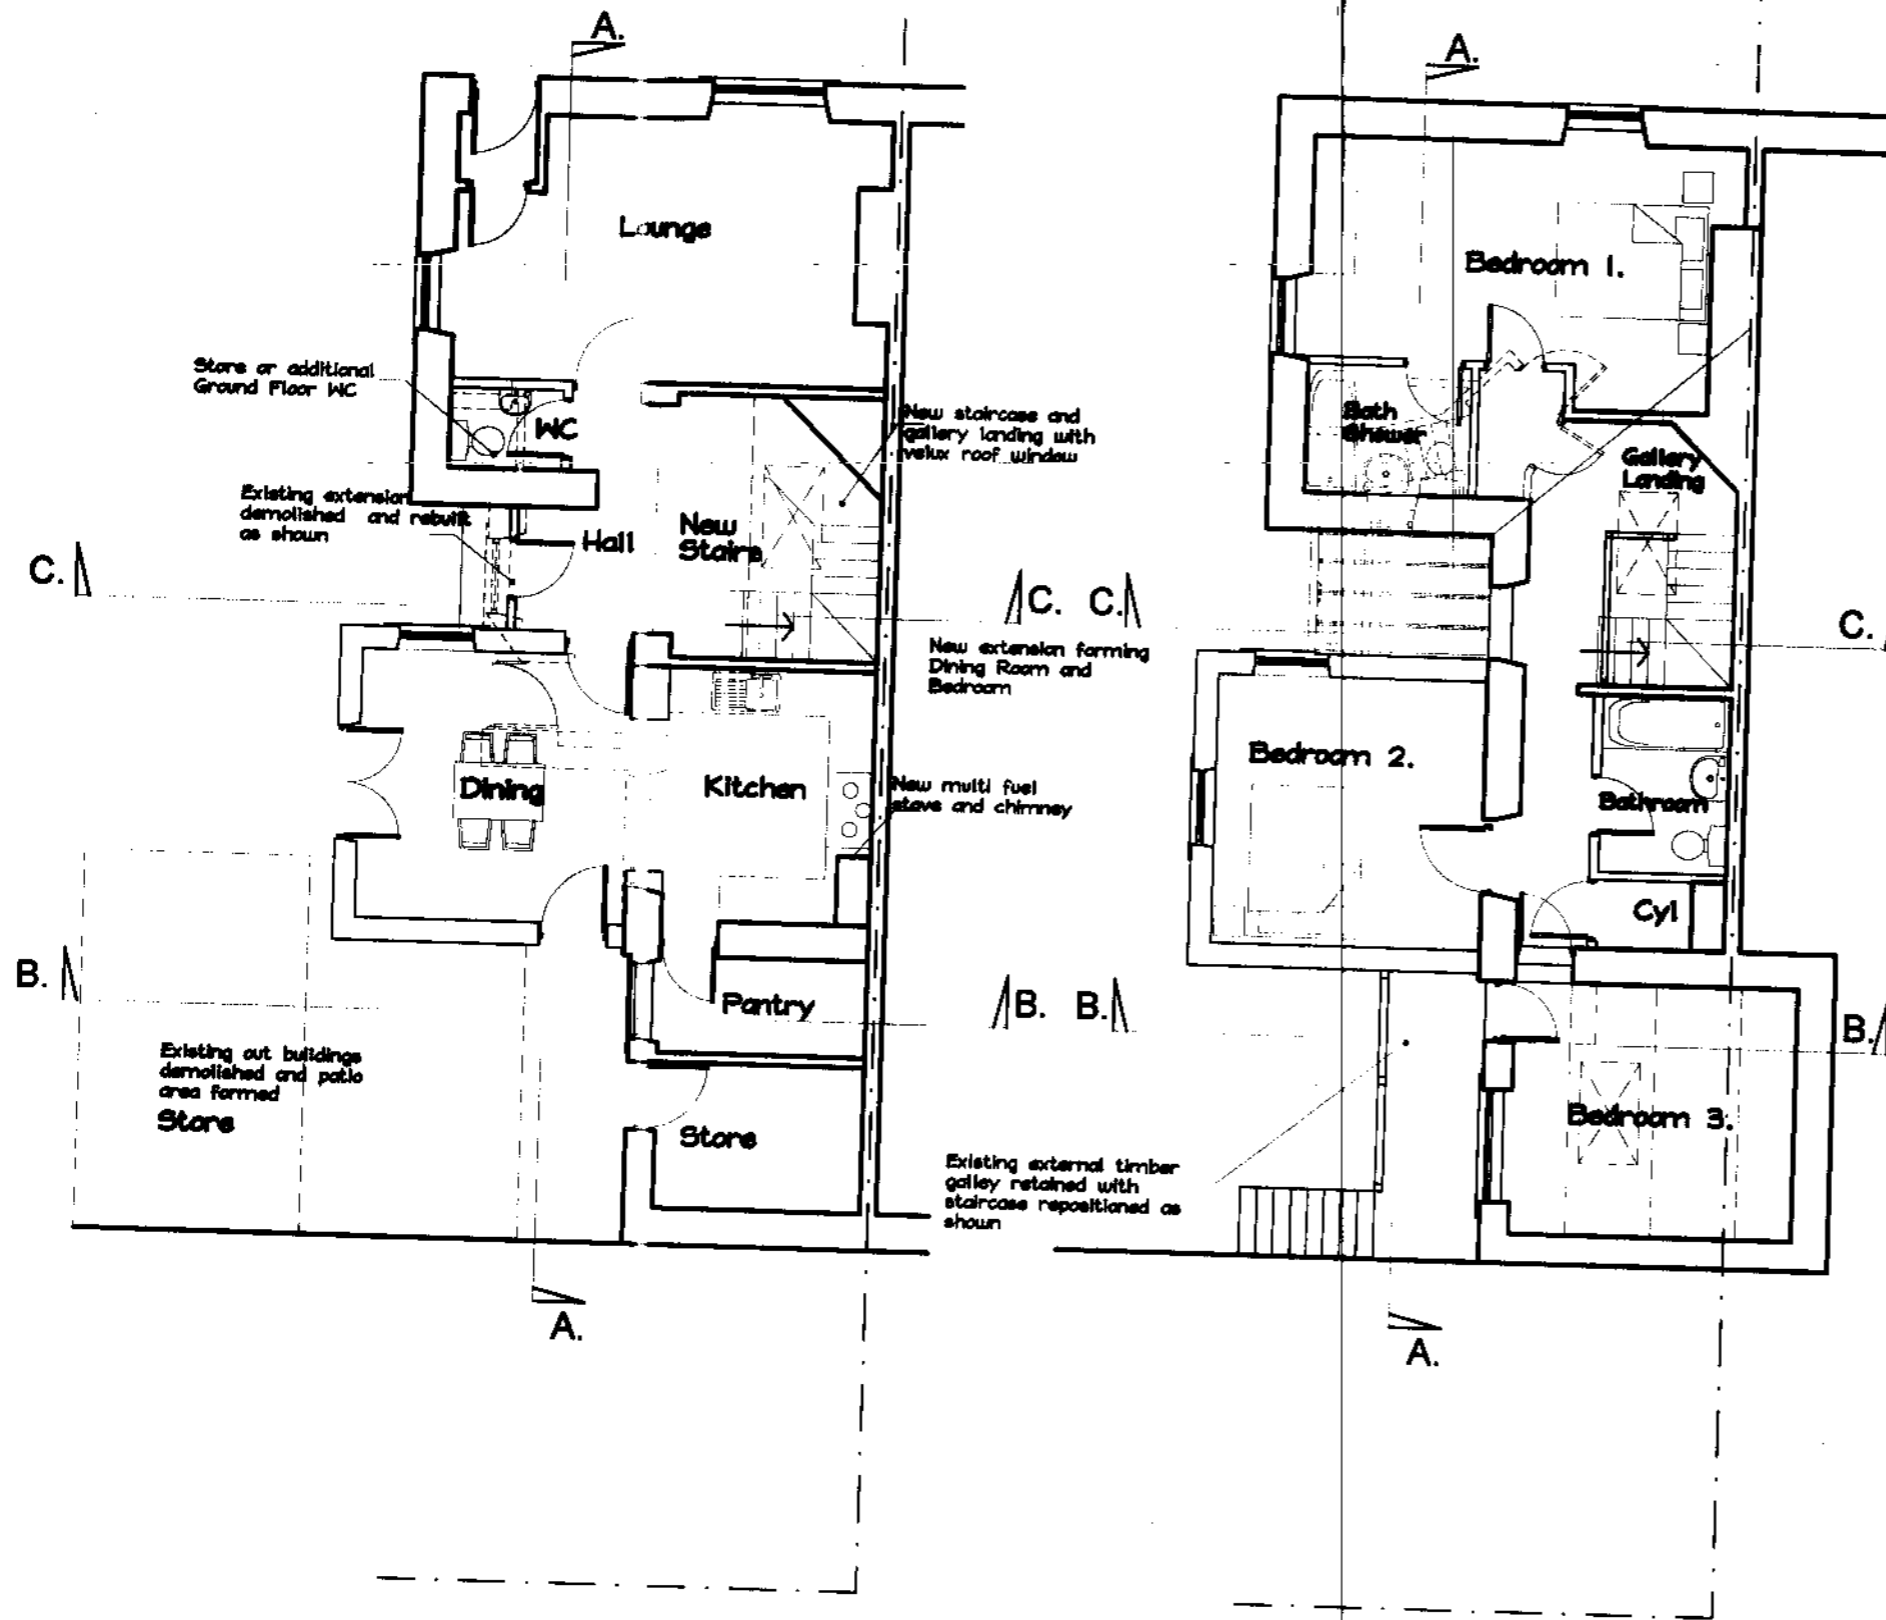 A.
A.
Lounge
Bedroom 1.
Store or additional
Ground Floor WC
WC
New staircase and
gallery landing with
velux roof window
Bath
Shower
Gallery
Landing
Existing extension
demolished and rebuilt
as shown
Hall
New
Stairs
C.
C.
C.
C.
New extension forming
Dining Room and
Bedroom
Bedroom 2.
Dining
Kitchen
New multi fuel
stove and chimney
Bathroom
Cyl
B.
Pantry
B.
B.
B.
Existing out buildings
demolished and patio
area formed
Store
Store
Bedroom 3.
Existing external timber
galley retained with
staircase repositioned as
shown
A.
A.